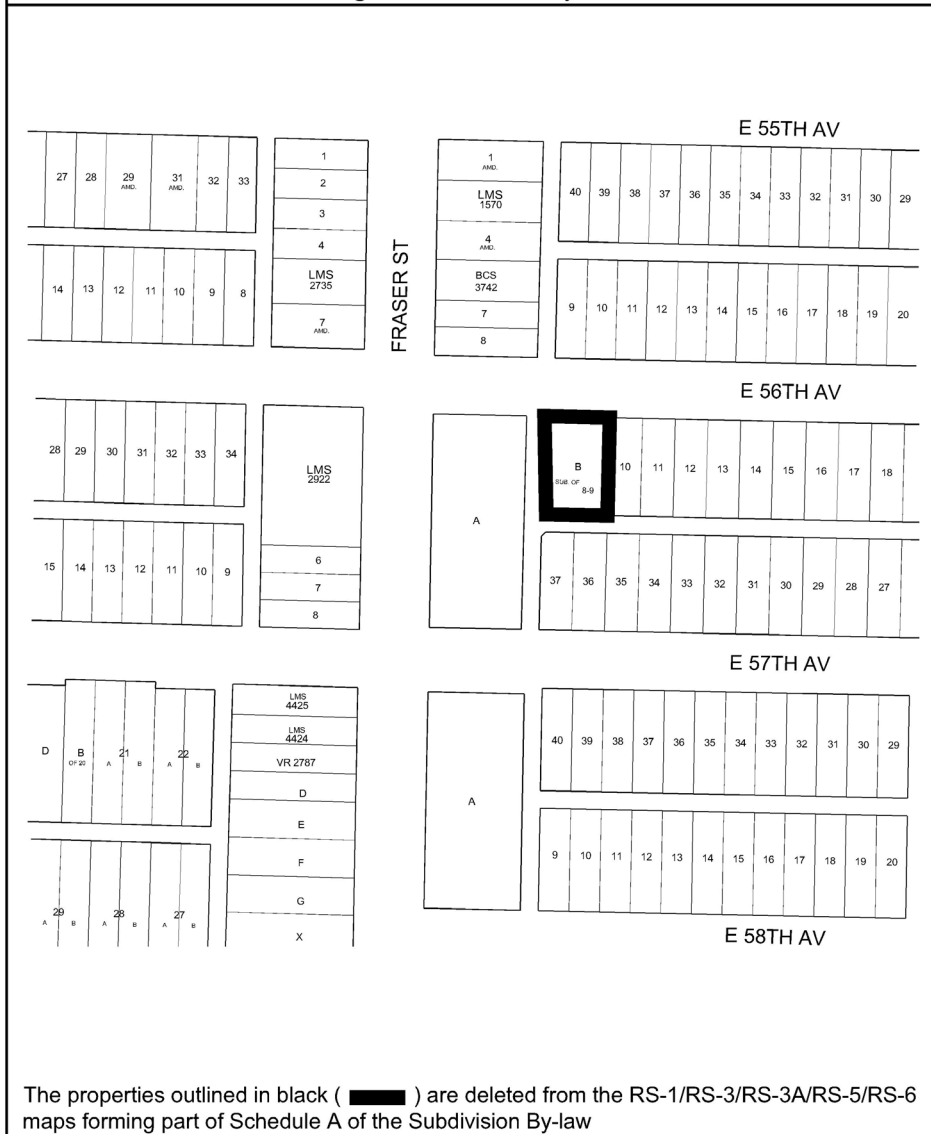 E 55TH AV
27 28 29 31 32 33
AMD. AMD.
1
2
3
4
LMS
2735
7
AMD.
14 13 12 11 10 9 8
FRASER ST
1
AMD.
LMS
1570
4
AMD.
BCS
3742
7
8
40 39 38 37 36 35 34 33 32 31 30 29
9 10 11 12 13 14 15 16 17 18 19 20
E 56TH AV
28 29 30 31 32 33 34
15 14 13 12 11 10 9
LMS
2922
6
7
8
A
B
SUB. OF
8-9
10 11 12 13 14 15 16 17 18
37 36 35 34 33 32 31 30 29 28 27
E 57TH AV
D B 21 22
OF 20 A B A B
29 28 27
A B A B A B
LMS
4425
LMS
4424
VR 2787
D
E
F
G
X
A
40 39 38 37 36 35 34 33 32 31 30 29
9 10 11 12 13 14 15 16 17 18 19 20
E 58TH AV
The properties outlined in black ( ) are deleted from the RS-1/RS-3/RS-3A/RS-5/RS-6
maps forming part of Schedule A of the Subdivision By-law